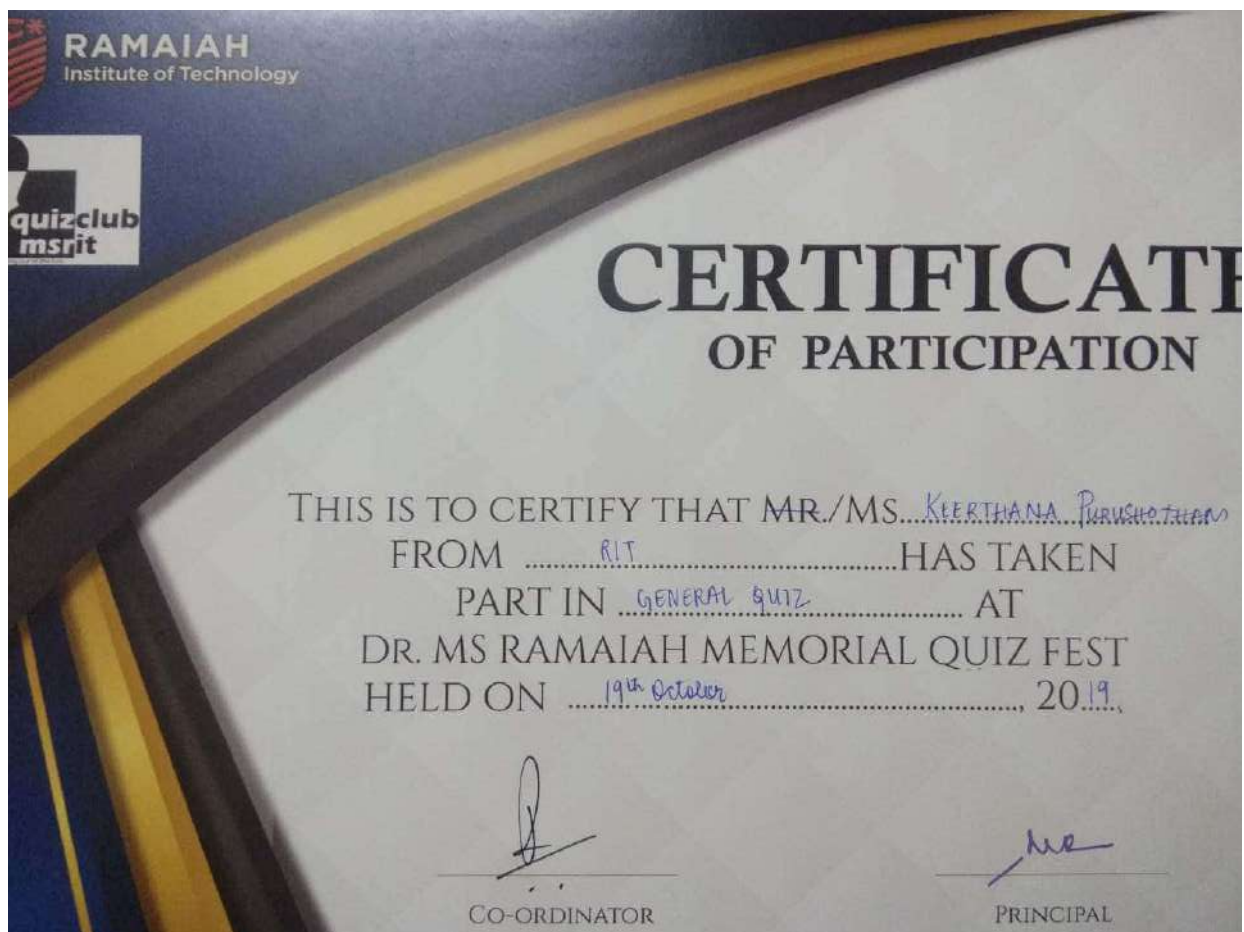 RAMAIAH
Institute of Technology
quizclub
msrit
CERTIFICATE
OF PARTICIPATION
THIS IS TO CERTIFY THAT MR./MS. KEERTHANA PURUSHOTHAM
FROM RIT HAS TAKEN
PART IN GENERAL QUIZ AT
DR. MS RAMAIAH MEMORIAL QUIZ FEST
HELD ON 19th October, 2019
CO-ORDINATOR
PRINCIPAL